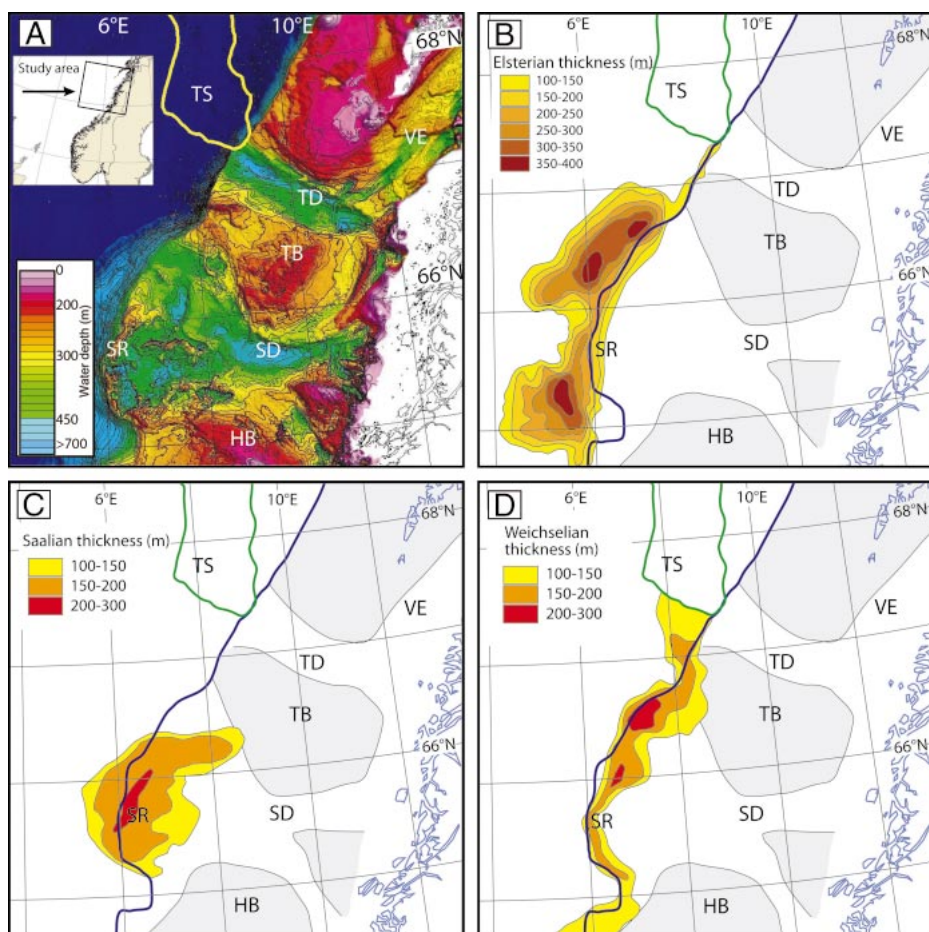 A
6°E
10°E
68°N
Study area
TS
VE
TD
TB
66°N
SR
SD
HB
0
200
300
450
>700
Water depth (m)
B
6°E
10°E
68°N
Elsterian thickness (m)
100-150
150-200
200-250
250-300
300-350
350-400
TS
VE
TD
TB
66°N
SR
SD
HB
C
6°E
10°E
68°N
Saalian thickness (m)
100-150
150-200
200-300
TS
VE
TD
TB
66°N
SR
SD
HB
D
6°E
10°E
68°N
Weichselian
thickness (m)
100-150
150-200
200-300
TS
VE
TD
TB
66°N
SR
SD
HB